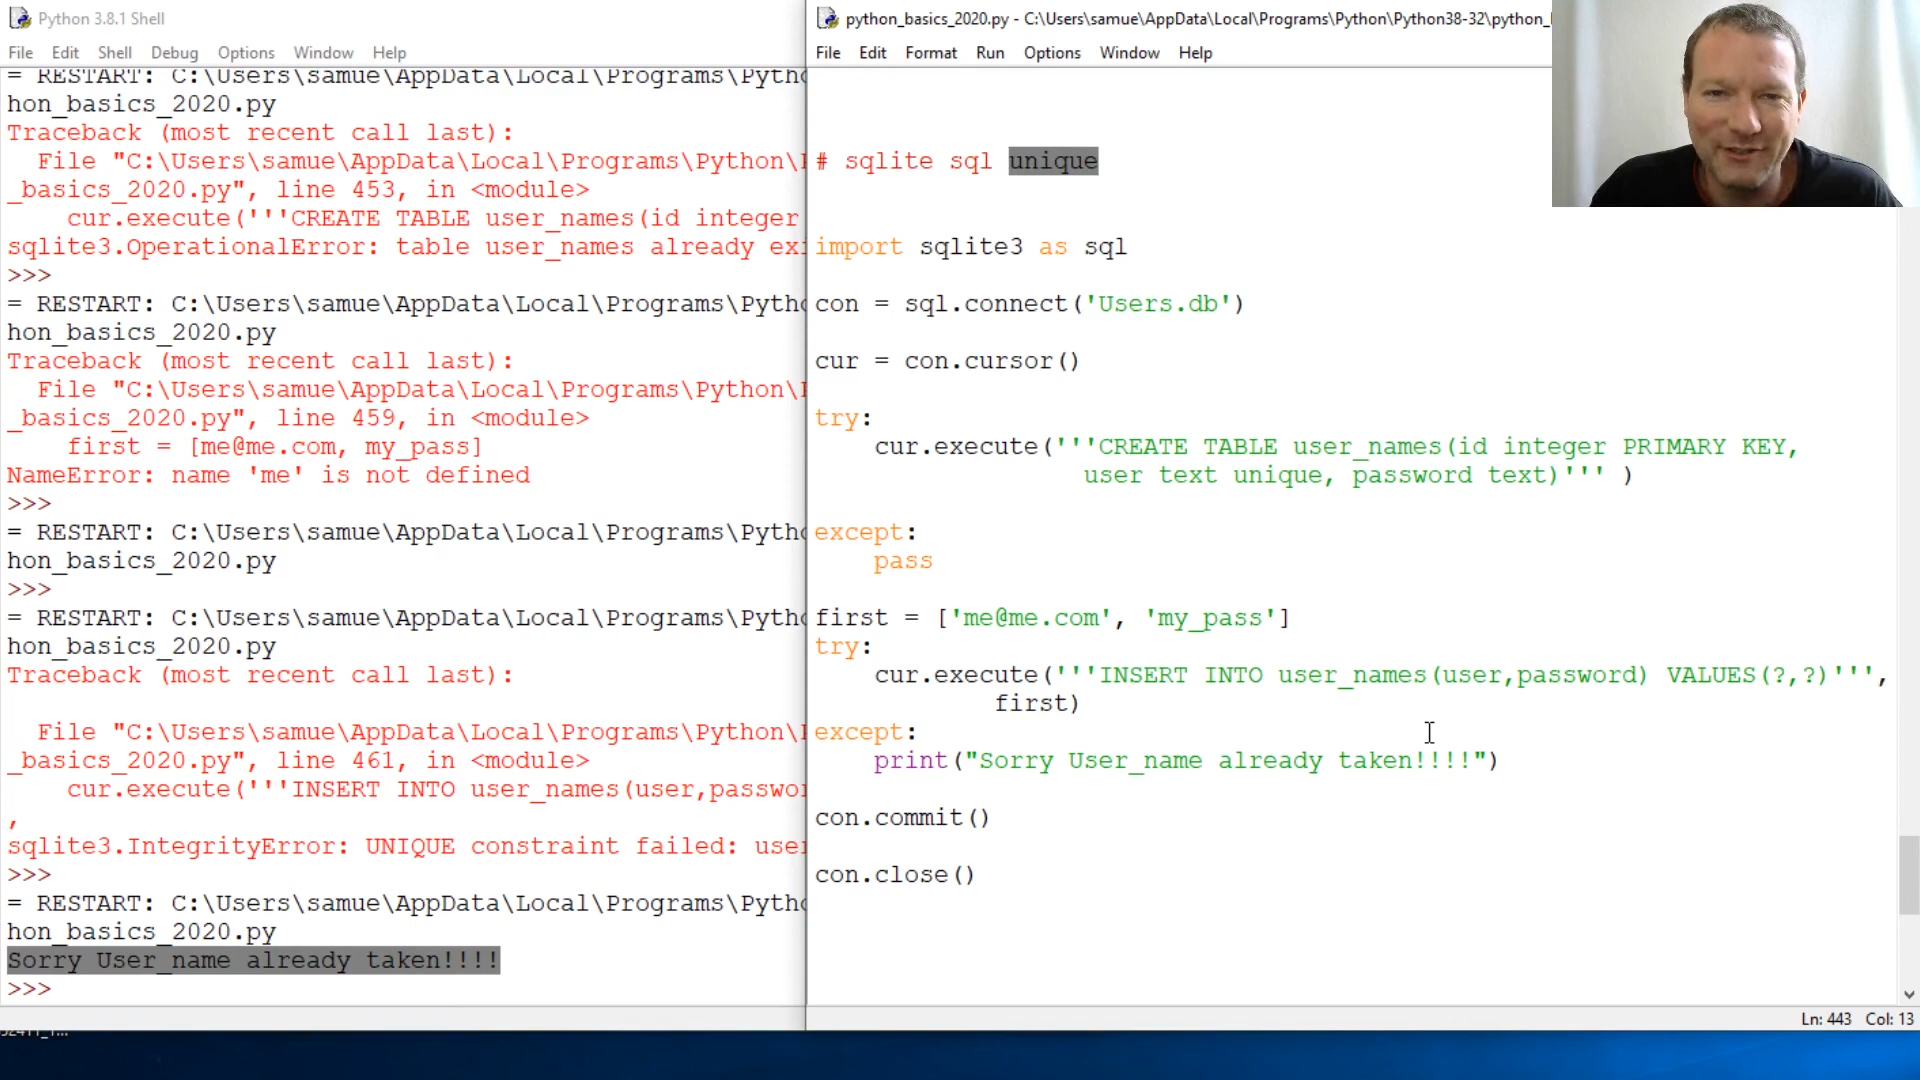 Python 3.8.1 Shell
File Edit Shell Debug Options Window Help
= RESTART: C:\Users\samue\AppData\Local\Programs\Pytho
hon_basics_2020.py
Traceback (most recent call last):
File "C:\Users\samue\AppData\Local\Programs\Python\
_basics_2020.py", line 453, in <module>
cur.execute('''CREATE TABLE user_names(id integer
sqlite3.OperationalError: table user_names already exi
>>>
= RESTART: C:\Users\samue\AppData\Local\Programs\Pytho
hon_basics_2020.py
Traceback (most recent call last):
File "C:\Users\samue\AppData\Local\Programs\Python\
_basics_2020.py", line 459, in <module>
first = [me@me.com, my_pass]
NameError: name 'me' is not defined
>>>
= RESTART: C:\Users\samue\AppData\Local\Programs\Pytho
hon_basics_2020.py
>>>
= RESTART: C:\Users\samue\AppData\Local\Programs\Pytho
hon_basics_2020.py
Traceback (most recent call last):
File "C:\Users\samue\AppData\Local\Programs\Python\
_basics_2020.py", line 461, in <module>
cur.execute('''INSERT INTO user_names(user,passwo
,
sqlite3.IntegrityError: UNIQUE constraint failed: use
>>>
= RESTART: C:\Users\samue\AppData\Local\Programs\Pytho
hon_basics_2020.py
Sorry User_name already taken!!!!
>>>
python_basics_2020.py - C:\Users\samue\AppData\Local\Programs\Python\Python38-32\python_
File Edit Format Run Options Window Help
# sqlite sql unique
import sqlite3 as sql
con = sql.connect('Users.db')
cur = con.cursor()
try:
cur.execute('''CREATE TABLE user_names(id integer PRIMARY KEY,
user text unique, password text)''' )
except:
pass
first = ['me@me.com', 'my_pass']
try:
cur.execute('''INSERT INTO user_names(user,password) VALUES(?,?)''',
first)
except:
print("Sorry User_name already taken!!!!")
con.commit()
con.close()
Ln: 443 Col: 13